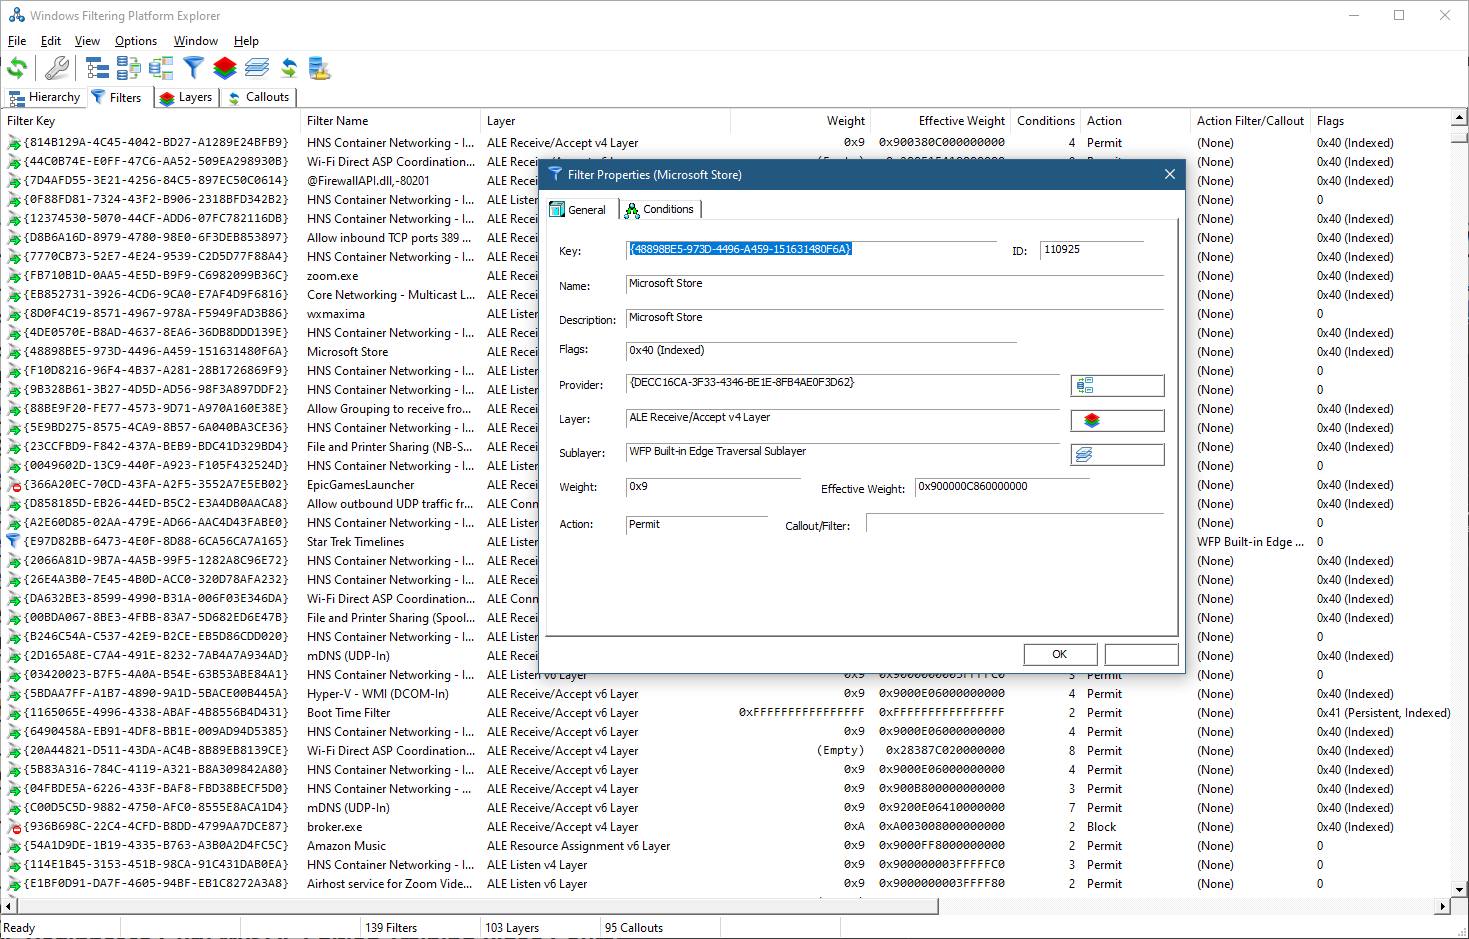 Windows Filtering Platform Explorer
File Edit View Options Window Help
Hierarchy Filters Layers Callouts
Filter Key Filter Name Layer Weight Effective Weight Conditions Action Action Filter/Callout Flags
{814B129A-4C45-4042-BD27-A1289E24BFB9} HNS Container Networking - I... ALE Receive/Accept v4 Layer 0x9 0x900380C000000000 4 Permit (None) 0x40 (Indexed)
{44C0B74E-E0FF-47C6-AA52-509EA298930B} Wi-Fi Direct ASP Coordination... ALE Receive/Accept v6 Layer (None) 0x40 (Indexed)
{7D4AFD55-3E21-4256-84C5-897EC50C0614} @FirewallAPI.dll,-80201 ALE Recei (None) 0x40 (Indexed)
{0F88FD81-7324-43F2-B906-2318BFD342B2} HNS Container Networking - I... ALE Listen (None) 0
{12374530-5070-44CF-ADD6-07FC782116DB} HNS Container Networking - I... ALE Recei (None) 0x40 (Indexed)
{D8B6A16D-8979-4780-98E0-6F3DEB853897} Allow inbound TCP ports 389 ... ALE Recei (None) 0x40 (Indexed)
{7770CB73-52E7-4E24-9539-C2D5D77F88A4} HNS Container Networking - I... ALE Recei (None) 0x40 (Indexed)
{FB710B1D-0AA5-4E5D-B9F9-C6982099B36C} zoom.exe ALE Recei (None) 0x40 (Indexed)
{EB852731-3926-4CD6-9CA0-E7AF4D9F6816} Core Networking - Multicast L... ALE Recei (None) 0x40 (Indexed)
{8D0F4C19-8571-4967-978A-F5949FAD3B86} wxmaxima ALE Listen (None) 0
{4DE0570E-B8AD-4637-8EA6-36DB8DDD139E} HNS Container Networking - I... ALE Recei (None) 0x40 (Indexed)
{48898BE5-973D-4496-A459-151631480F6A} Microsoft Store ALE Recei (None) 0x40 (Indexed)
{F10D8216-96F4-4B37-A281-28B1726869F9} HNS Container Networking - I... ALE Listen (None) 0
{9B328B61-3B27-4D5D-AD56-98F3A897DDF2} HNS Container Networking - I... ALE Recei (None) 0x40 (Indexed)
{88BE9F20-FE77-4573-9D71-A970A160E38E} Allow Grouping to receive fro... ALE Recei (None) 0x40 (Indexed)
{5E9BD275-8575-4CA9-8B57-6A040BA3CE36} HNS Container Networking - I... ALE Recei (None) 0x40 (Indexed)
{23CCFBD9-F842-437A-BEB9-BDC41D329BD4} File and Printer Sharing (NB-S... ALE Recei (None) 0x40 (Indexed)
{0049602D-13C9-440F-A923-F105F432524D} HNS Container Networking - I... ALE Listen (None) 0
{366A20EC-70CD-43FA-A2F5-3552A7E5EB02} EpicGamesLauncher ALE Recei (None) 0x40 (Indexed)
{D858185D-EB26-44ED-B5C2-E3A4DB0AACA8} Allow outbound UDP traffic fr... ALE Conn (None) 0x40 (Indexed)
{A2E60D85-02AA-479E-AD66-AAC4D43FABE0} HNS Container Networking - I... ALE Listen (None) 0
{E97D82BB-6473-4E0F-8D88-6CA56CA7A165} Star Trek Timelines ALE Recei WFP Built-in Edge ... 0
{2066A81D-9B7A-4A5B-99F5-1282A8C96E72} HNS Container Networking - I... ALE Recei (None) 0x40 (Indexed)
{26E4A3B0-7E45-4B0D-ACC0-320D78AFA232} HNS Container Networking - I... ALE Recei (None) 0x40 (Indexed)
{DA632BE3-8599-4990-B31A-006F03E346DA} Wi-Fi Direct ASP Coordination... ALE Conn (None) 0x40 (Indexed)
{00BDA067-8BE3-4FBB-83A7-5D682ED6E47B} File and Printer Sharing (Spool... ALE Recei (None) 0x40 (Indexed)
{B246C54A-C537-42E9-B2CE-EB5D86CDD020} HNS Container Networking - I... ALE Listen (None) 0
{2D165A8E-C7A4-491E-8232-7AB4A7A934AD} mDNS (UDP-In) ALE Recei (None) 0x40 (Indexed)
{03420023-B7F5-4A0A-B54E-63B53ABE84A1} HNS Container Networking - I... ALE Listen v6 Layer 0x9 0x9000000003FFFFC0 3 Permit (None) 0
{5BDAA7FF-A1B7-4890-9A1D-5BACE00B445A} Hyper-V - WMI (DCOM-In) ALE Receive/Accept v6 Layer 0x9 0x9000E06000000000 4 Permit (None) 0x40 (Indexed)
{1165065E-4996-4338-ABAF-4B8556B4D431} Boot Time Filter ALE Receive/Accept v6 Layer 0xFFFFFFFFFFFFFFFF 0xFFFFFFFFFFFFFFFF 2 Permit (None) 0x41 (Persistent, Indexed)
{6490458A-EB91-4DF8-BB1E-009AD94D5385} HNS Container Networking - I... ALE Receive/Accept v6 Layer 0x9 0x9000E06000000000 4 Permit (None) 0x40 (Indexed)
{20A44821-D511-43DA-AC4B-8B89EB8139CE} Wi-Fi Direct ASP Coordination... ALE Receive/Accept v4 Layer (Empty) 0x28387C020000000 8 Permit (None) 0x40 (Indexed)
{5B83A316-784C-4119-A321-B8A309842A80} HNS Container Networking - I... ALE Receive/Accept v6 Layer 0x9 0x9000E06000000000 4 Permit (None) 0x40 (Indexed)
{04FBDE5A-6226-433F-BAF8-FBD38BECF5D0} HNS Container Networking - ... ALE Receive/Accept v4 Layer 0x9 0x900B800000000000 3 Permit (None) 0x40 (Indexed)
{C00D5C5D-9882-4750-AFC0-8555E8ACA1D4} mDNS (UDP-In) ALE Receive/Accept v6 Layer 0x9 0x9200E06410000000 7 Permit (None) 0x40 (Indexed)
{936B698C-22C4-4CFD-B8DD-4799AA7DCE87} broker.exe ALE Receive/Accept v4 Layer 0xA 0xA003008000000000 2 Block (None) 0x40 (Indexed)
{54A1D9DE-1B19-4335-B763-A3B0A2D4FC5C} Amazon Music ALE Resource Assignment v6 Layer 0x9 0x9000FF8000000000 2 Permit (None) 0
{114E1B45-3153-451B-98CA-91C431DAB0EA} HNS Container Networking - I... ALE Listen v4 Layer 0x9 0x900000003FFFFFC0 3 Permit (None) 0
{E1BF0D91-DA7F-4605-94BF-EB1C8272A3A8} Airhost service for Zoom Vide... ALE Listen v6 Layer 0x9 0x9000000003FFFF80 2 Permit (None) 0
Filter Properties (Microsoft Store)
General Conditions
Key: {48898BE5-973D-4496-A459-151631480F6A} ID: 110925
Name: Microsoft Store
Description: Microsoft Store
Flags: 0x40 (Indexed)
Provider: {DECC16CA-3F33-4346-BE1E-8FB4AE0F3D62}
Layer: ALE Receive/Accept v4 Layer
Sublayer: WFP Built-in Edge Traversal Sublayer
Weight: 0x9 Effective Weight: 0x900000C860000000
Action: Permit Callout/Filter:
OK
Ready 139 Filters 103 Layers 95 Callouts